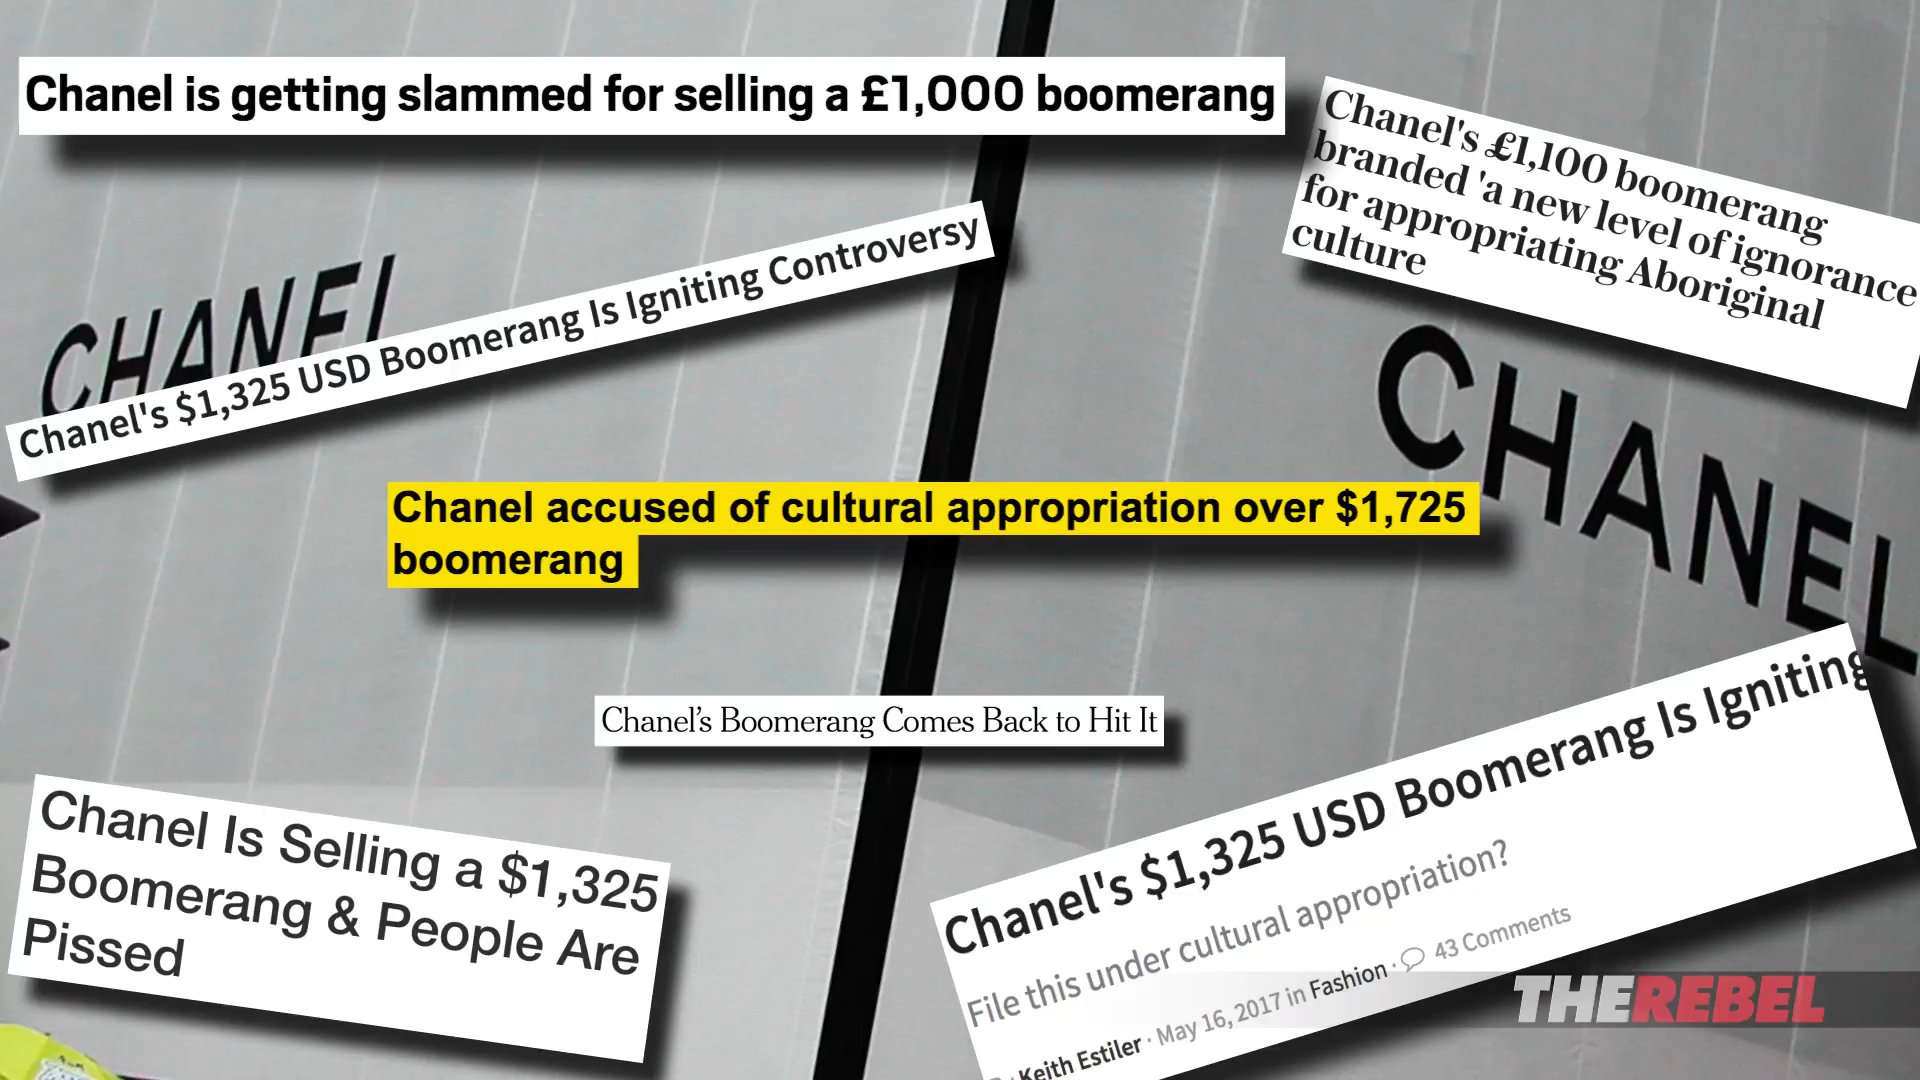 Chanel is getting slammed for selling a £1,000 boomerang
Chanel's £1,100 boomerang
branded 'a new level of ignorance
for appropriating Aboriginal
culture
CHANEL
Chanel's $1,325 USD Boomerang Is Igniting Controversy
CHANEL
Chanel accused of cultural appropriation over $1,725
boomerang
Chanel’s Boomerang Comes Back to Hit It
Chanel Is Selling a $1,325
Boomerang & People Are
Pissed
Chanel's $1,325 USD Boomerang Is Igniting
File this under cultural appropriation?
Keith Estiler · May 16, 2017 in Fashion · 43 Comments
THEREBEL